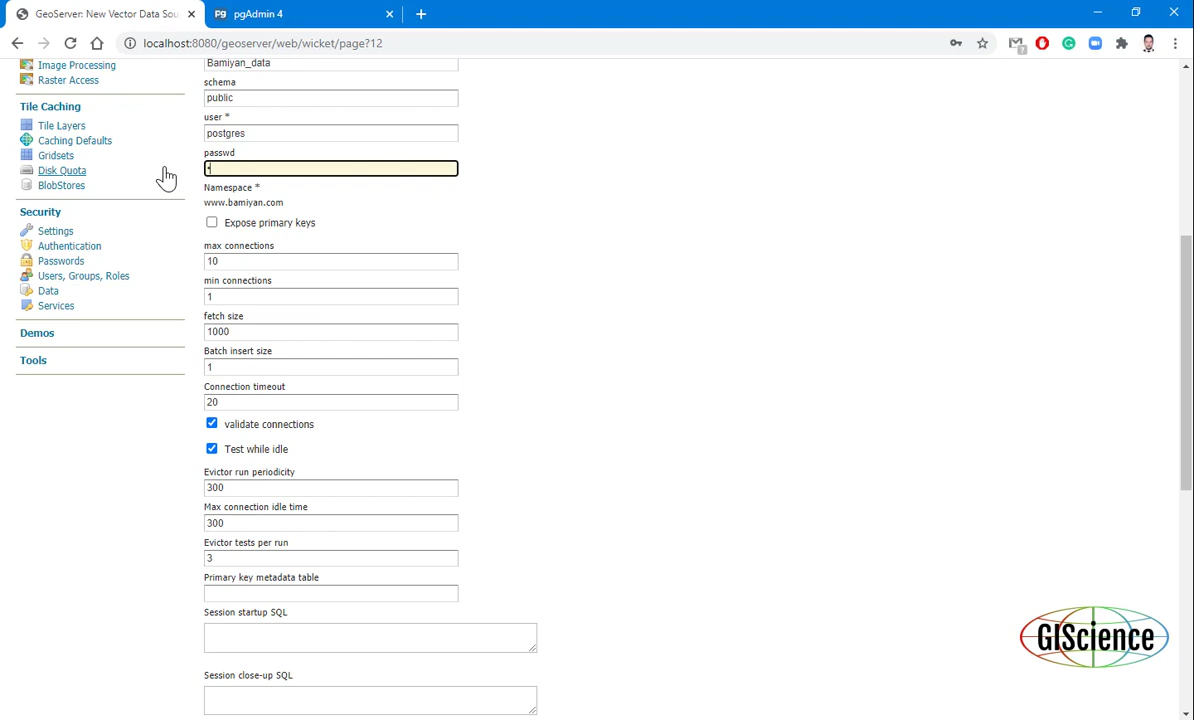 GeoServer: New Vector Data Sou
pgAdmin 4
localhost:8080/geoserver/web/wicket/page?12
Image Processing
Raster Access
Tile Caching
Tile Layers
Caching Defaults
Gridsets
Disk Quota
BlobStores
Security
Settings
Authentication
Passwords
Users, Groups, Roles
Data
Services
Demos
Tools
Bamiyan_data
schema
public
user *
postgres
passwd
Namespace *
www.bamiyan.com
Expose primary keys
max connections
10
min connections
1
fetch size
1000
Batch insert size
1
Connection timeout
20
validate connections
Test while idle
Evictor run periodicity
300
Max connection idle time
300
Evictor tests per run
3
Primary key metadata table
Session startup SQL
Session close-up SQL
GIScience